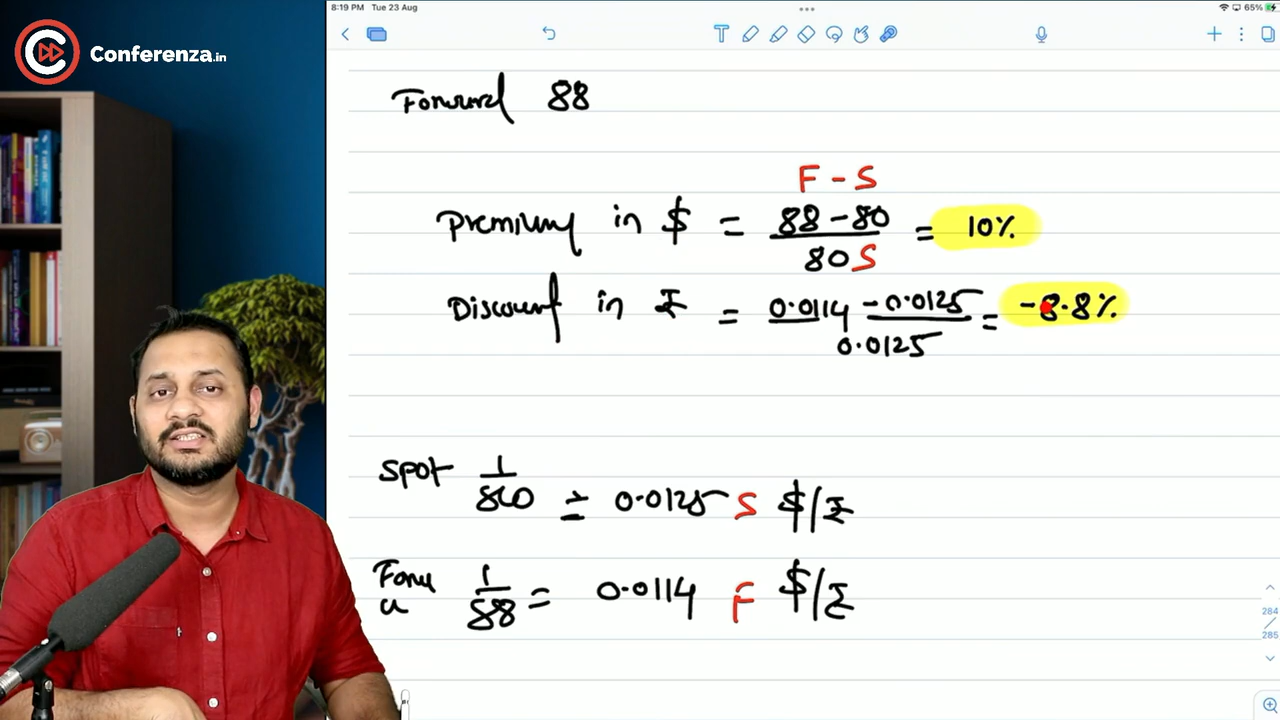 8:19 PM Tue 23 Aug
65%
Conferenza.in
Forward 88
F - S
Premium in $ = 88 - 80 = 10%
80 S
Discount in ₹ = 0.0114 - 0.0125 = -8.8%
0.0125
Spot 1/80 = 0.0125 S $/₹
1/88 = 0.0114 F $/₹
284
285